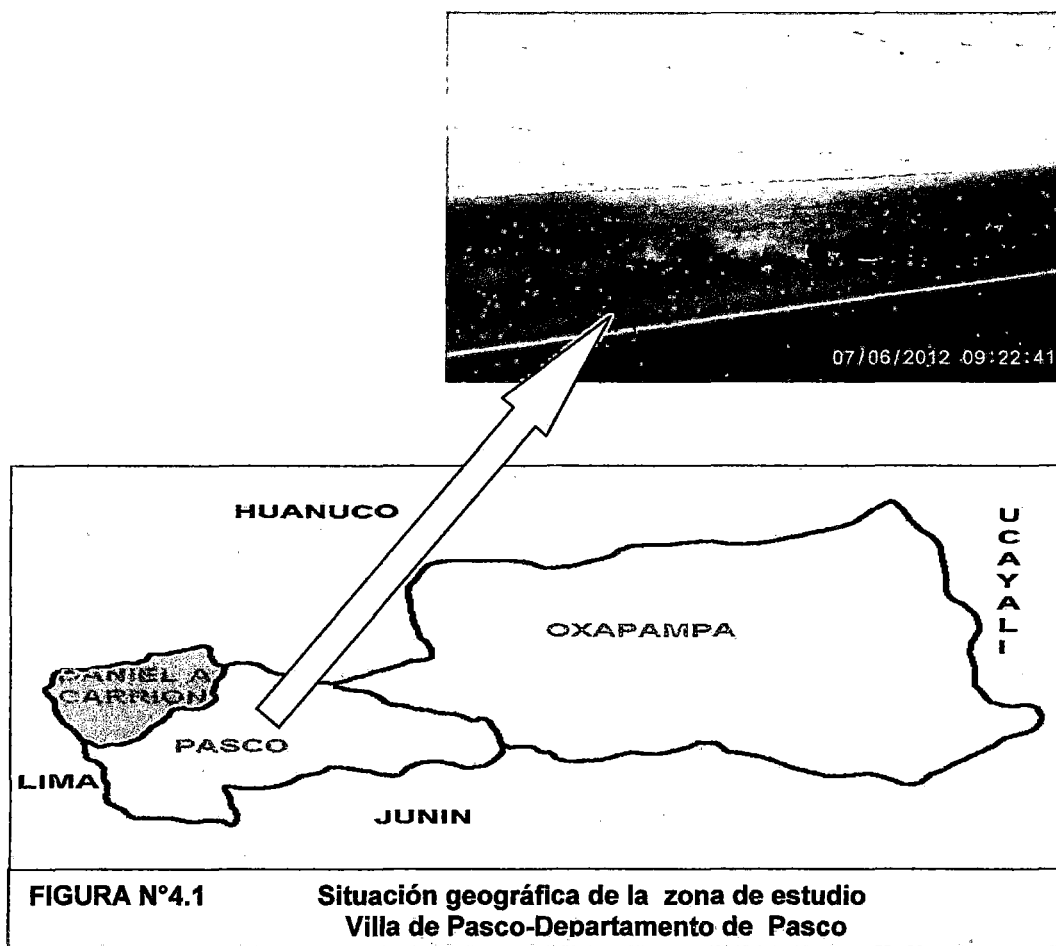 07/06/2012 09:22:41
HUANUCO
UCAYALI
OXAPAMPA
DANIEL A
CARRION
PASCO
LIMA
JUNIN
FIGURA N°4.1 Situación geográfica de la zona de estudio
Villa de Pasco-Departamento de Pasco